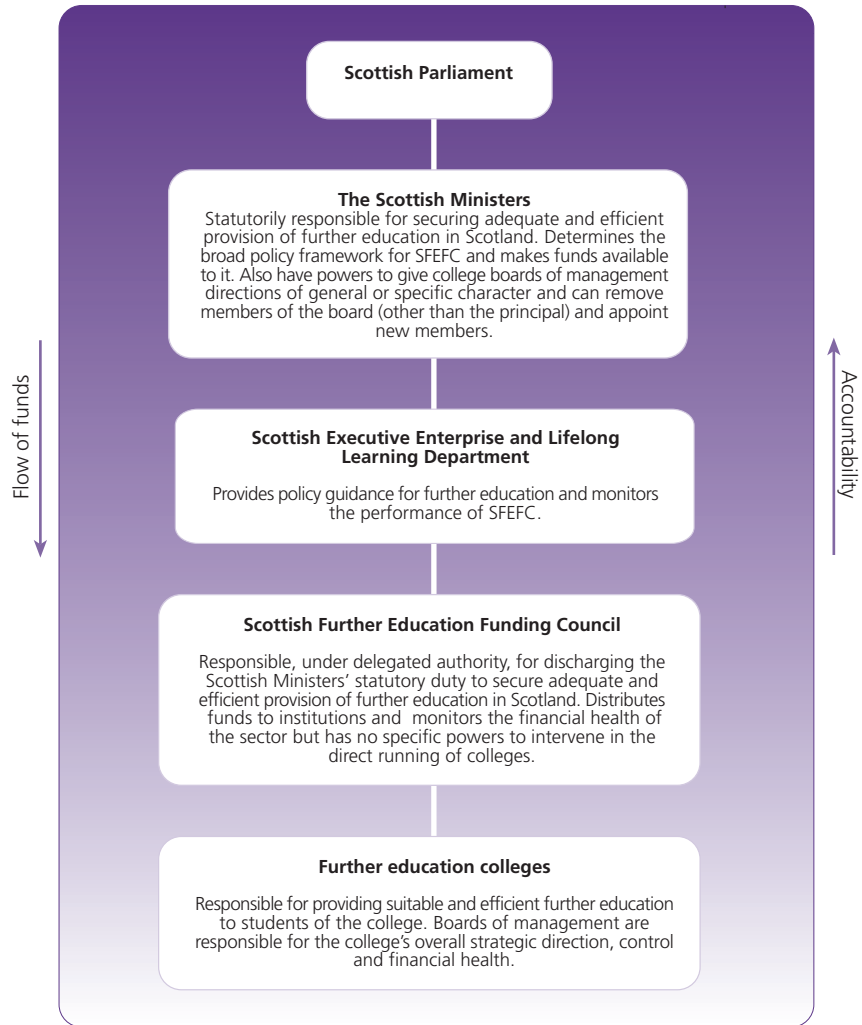 Scottish Parliament
The Scottish Ministers
Statutorily responsible for securing adequate and efficient
provision of further education in Scotland. Determines the
broad policy framework for SFEFC and makes funds available
to it. Also have powers to give college boards of management
directions of general or specific character and can remove
members of the board (other than the principal) and appoint
new members.
Flow of funds
Accountability
Scottish Executive Enterprise and Lifelong
Learning Department
Provides policy guidance for further education and monitors
the performance of SFEFC.
Scottish Further Education Funding Council
Responsible, under delegated authority, for discharging the
Scottish Ministers’ statutory duty to secure adequate and
efficient provision of further education in Scotland. Distributes
funds to institutions and monitors the financial health of
the sector but has no specific powers to intervene in the
direct running of colleges.
Further education colleges
Responsible for providing suitable and efficient further education
to students of the college. Boards of management are
responsible for the college’s overall strategic direction, control
and financial health.